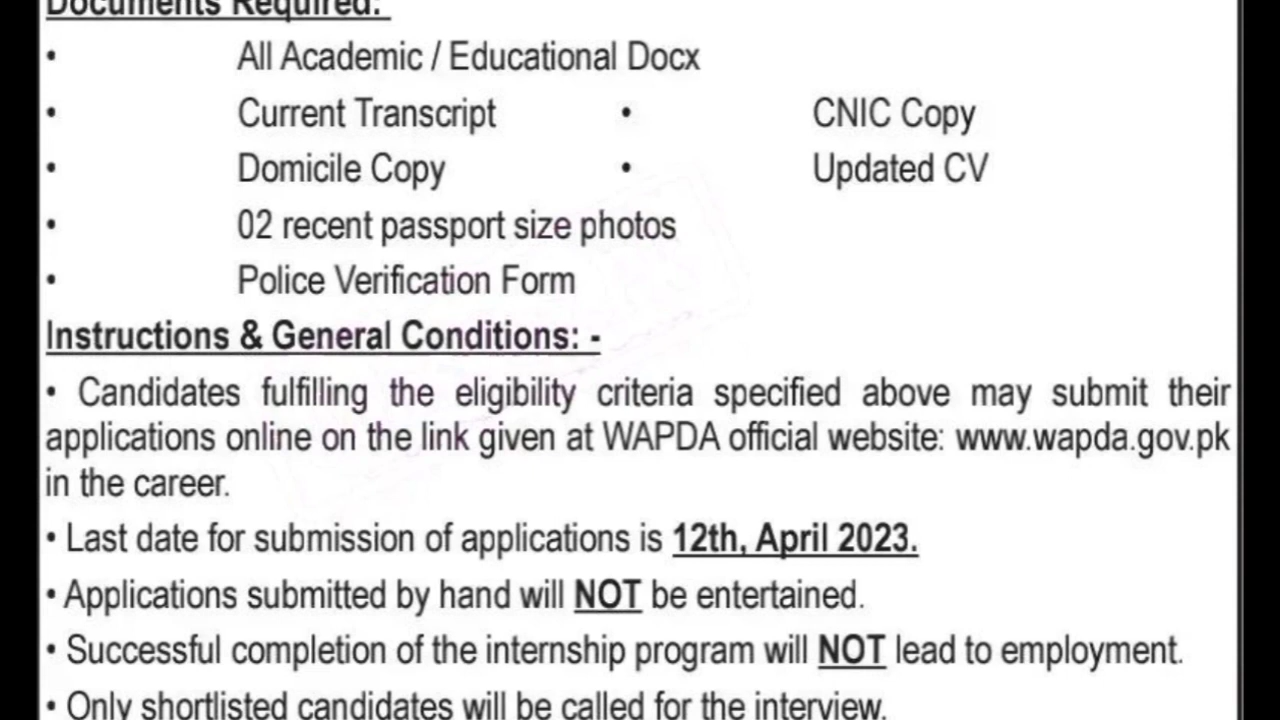 Documents Required:
• All Academic / Educational Docx
• Current Transcript • CNIC Copy
• Domicile Copy • Updated CV
• 02 recent passport size photos
• Police Verification Form
Instructions & General Conditions: -
• Candidates fulfilling the eligibility criteria specified above may submit their
applications online on the link given at WAPDA official website: www.wapda.gov.pk
in the career.
• Last date for submission of applications is 12th, April 2023.
• Applications submitted by hand will NOT be entertained.
• Successful completion of the internship program will NOT lead to employment.
• Only shortlisted candidates will be called for the interview.